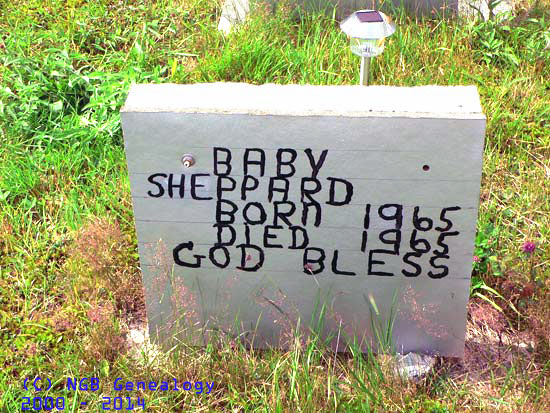 BABY
SHEPPARD
BORN 1965
DIED 1965
GOD BLESS
(C) NGB Genealogy
2000 - 2014